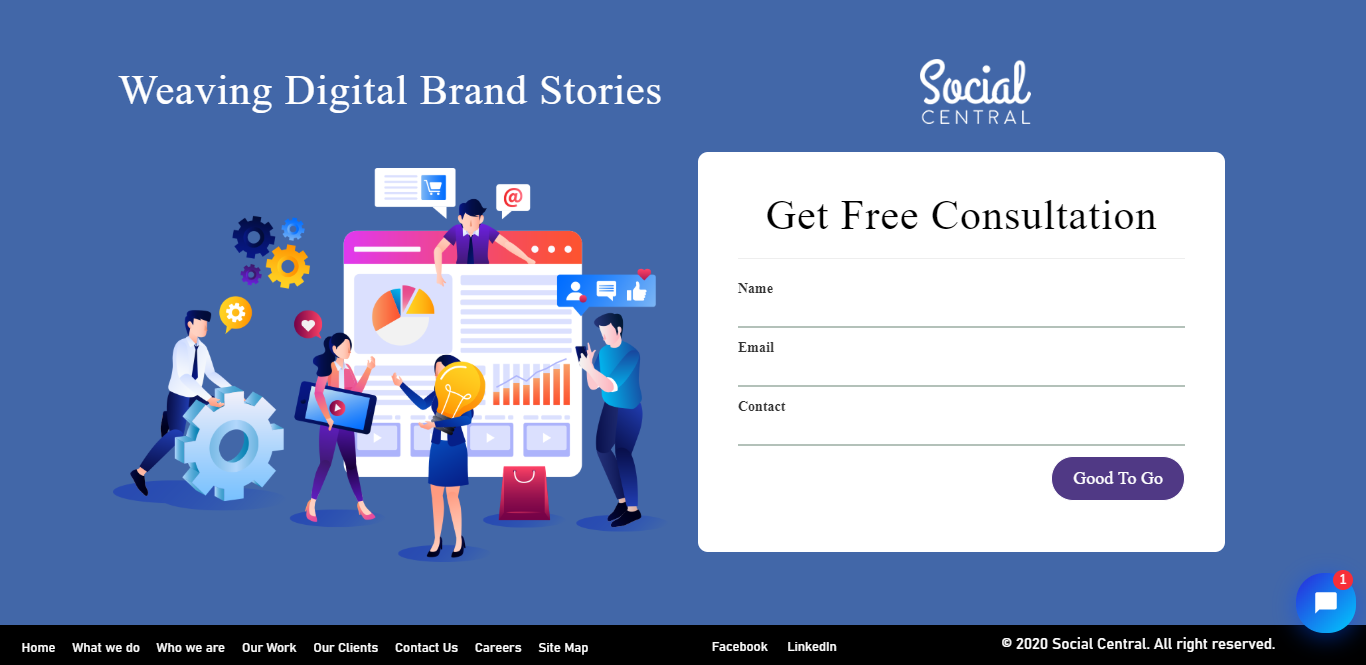 Weaving Digital Brand Stories
Social
CENTRAL
@
Get Free Consultation
Name
Email
Contact
Good To Go
1
Home What we do Who we are Our Work Our Clients Contact Us Careers Site Map Facebook LinkedIn © 2020 Social Central. All right reserved.